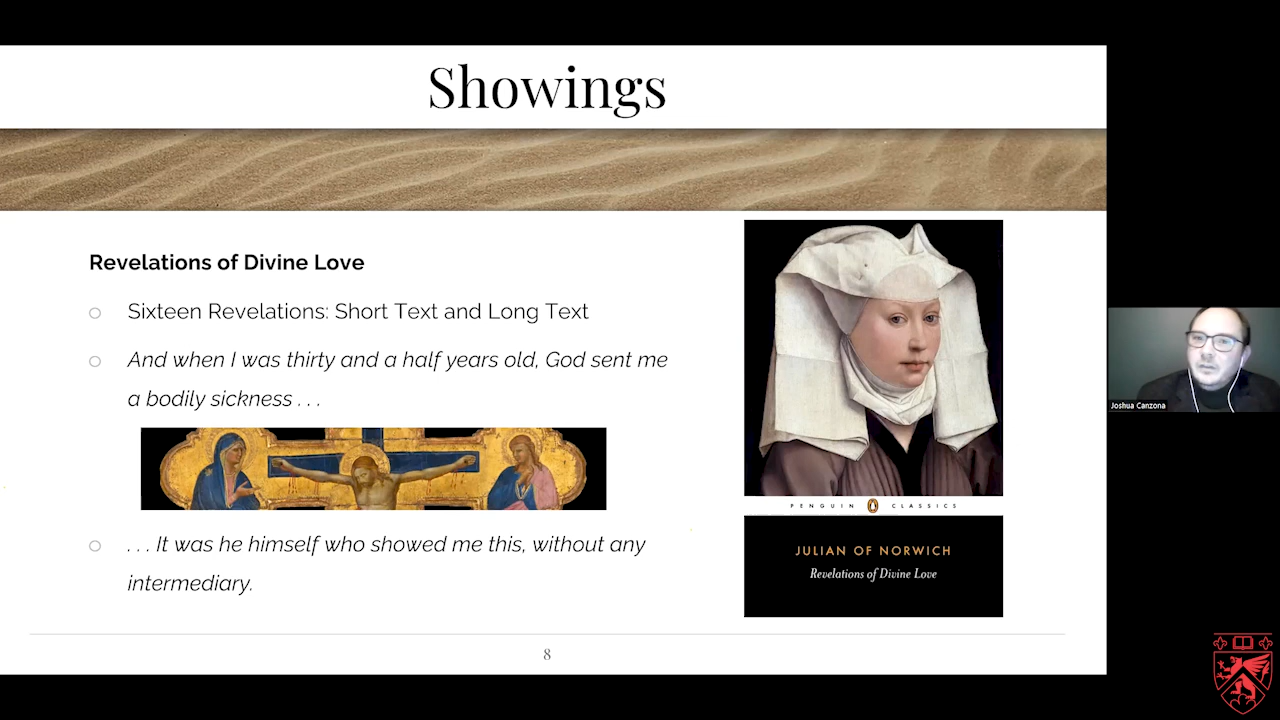 Showings
Revelations of Divine Love
Sixteen Revelations: Short Text and Long Text
And when I was thirty and a half years old, God sent me
a bodily sickness . . .
. . . It was he himself who showed me this, without any
intermediary.
PENGUIN CLASSICS
JULIAN OF NORWICH
Revelations of Divine Love
8
Joshua Canzona